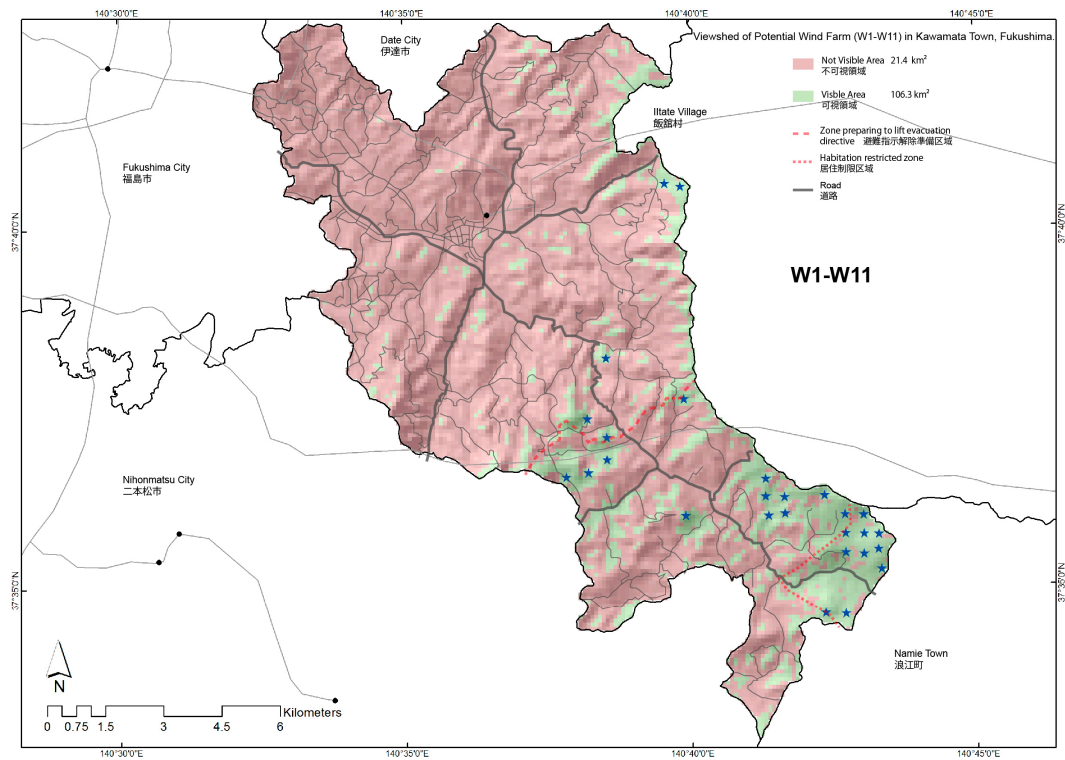 140°30'0"E 140°35'0"E 140°40'0"E 140°45'0"E
Viewshed of Potential Wind Farm (W1-W11) in Kawamata Town, Fukushima.
Date City
伊達市
Not Visible Area 21.4 km²
不可視領域
Visble Area 106.3 km²
可視領域
IItate Village
飯舘村
Zone preparing to lift evacuation
directive 避難指示解除準備区域
Habitation restricted zone
居住制限区域
Road
道路
Fukushima City
福島市
37°40'0"N
37°40'0"N
W1-W11
Nihonmatsu City
二本松市
37°35'0"N
37°35'0"N
Namie Town
浪江町
N
Kilometers
0 0.75 1.5 3 4.5 6
140°30'0"E 140°35'0"E 140°40'0"E 140°45'0"E